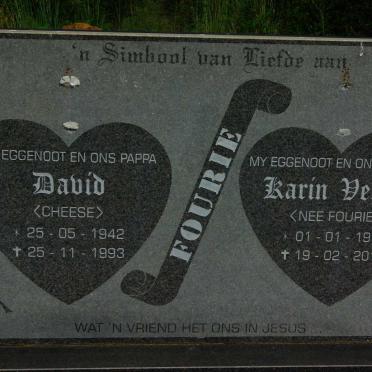 'n Simbool van Liefde aan
EGGENOOT EN ONS PAPPA
David
<CHEESE>
* 25 - 05 - 1942
✝ 25 - 11 - 1993
FOURIE
MY EGGENOOT EN ON
Karin Ve
<NEE FOURIE
* 01 - 01 - 19
✝ 19 - 02 - 20
WAT 'N VRIEND HET ONS IN JESUS ...